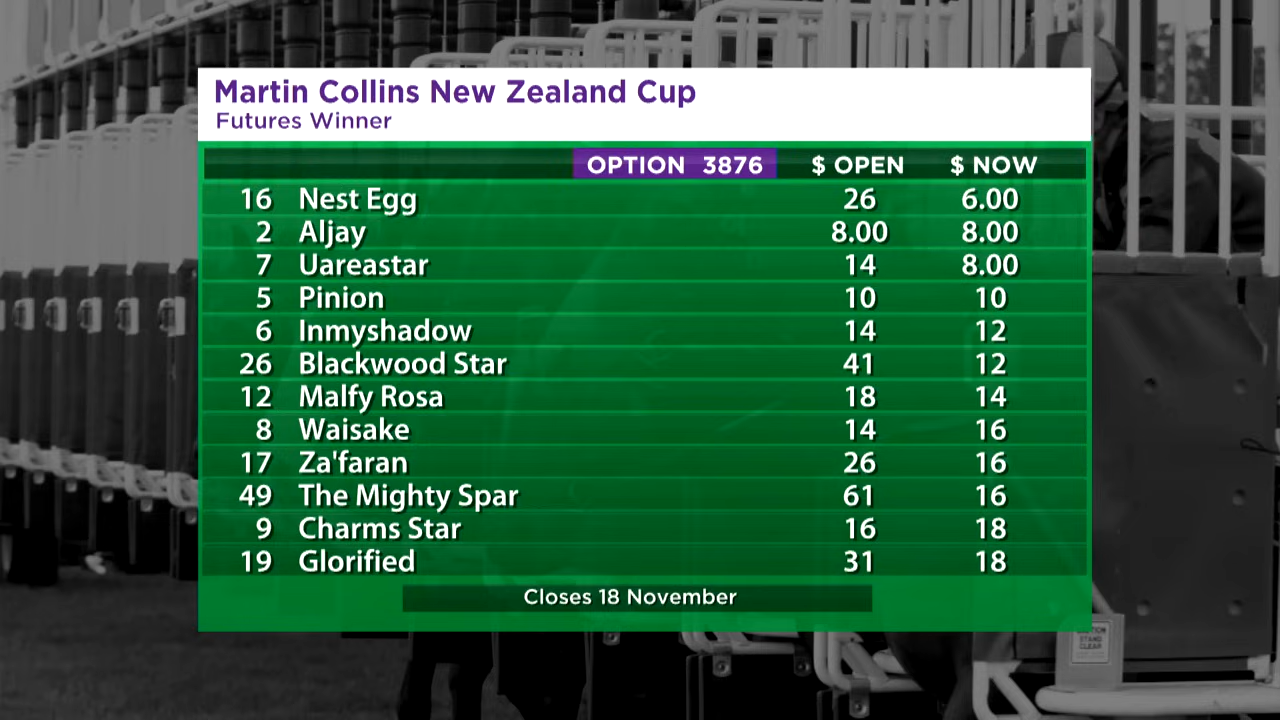 Martin Collins New Zealand Cup
Futures Winner
OPTION 3876 $ OPEN $ NOW
16 Nest Egg 26 6.00
2 Aljay 8.00 8.00
7 Uareastar 14 8.00
5 Pinion 10 10
6 Inmyshadow 14 12
26 Blackwood Star 41 12
12 Malfy Rosa 18 14
8 Waisake 14 16
17 Za'faran 26 16
49 The Mighty Spar 61 16
9 Charms Star 16 18
19 Glorified 31 18
Closes 18 November
STAND
CLEAR